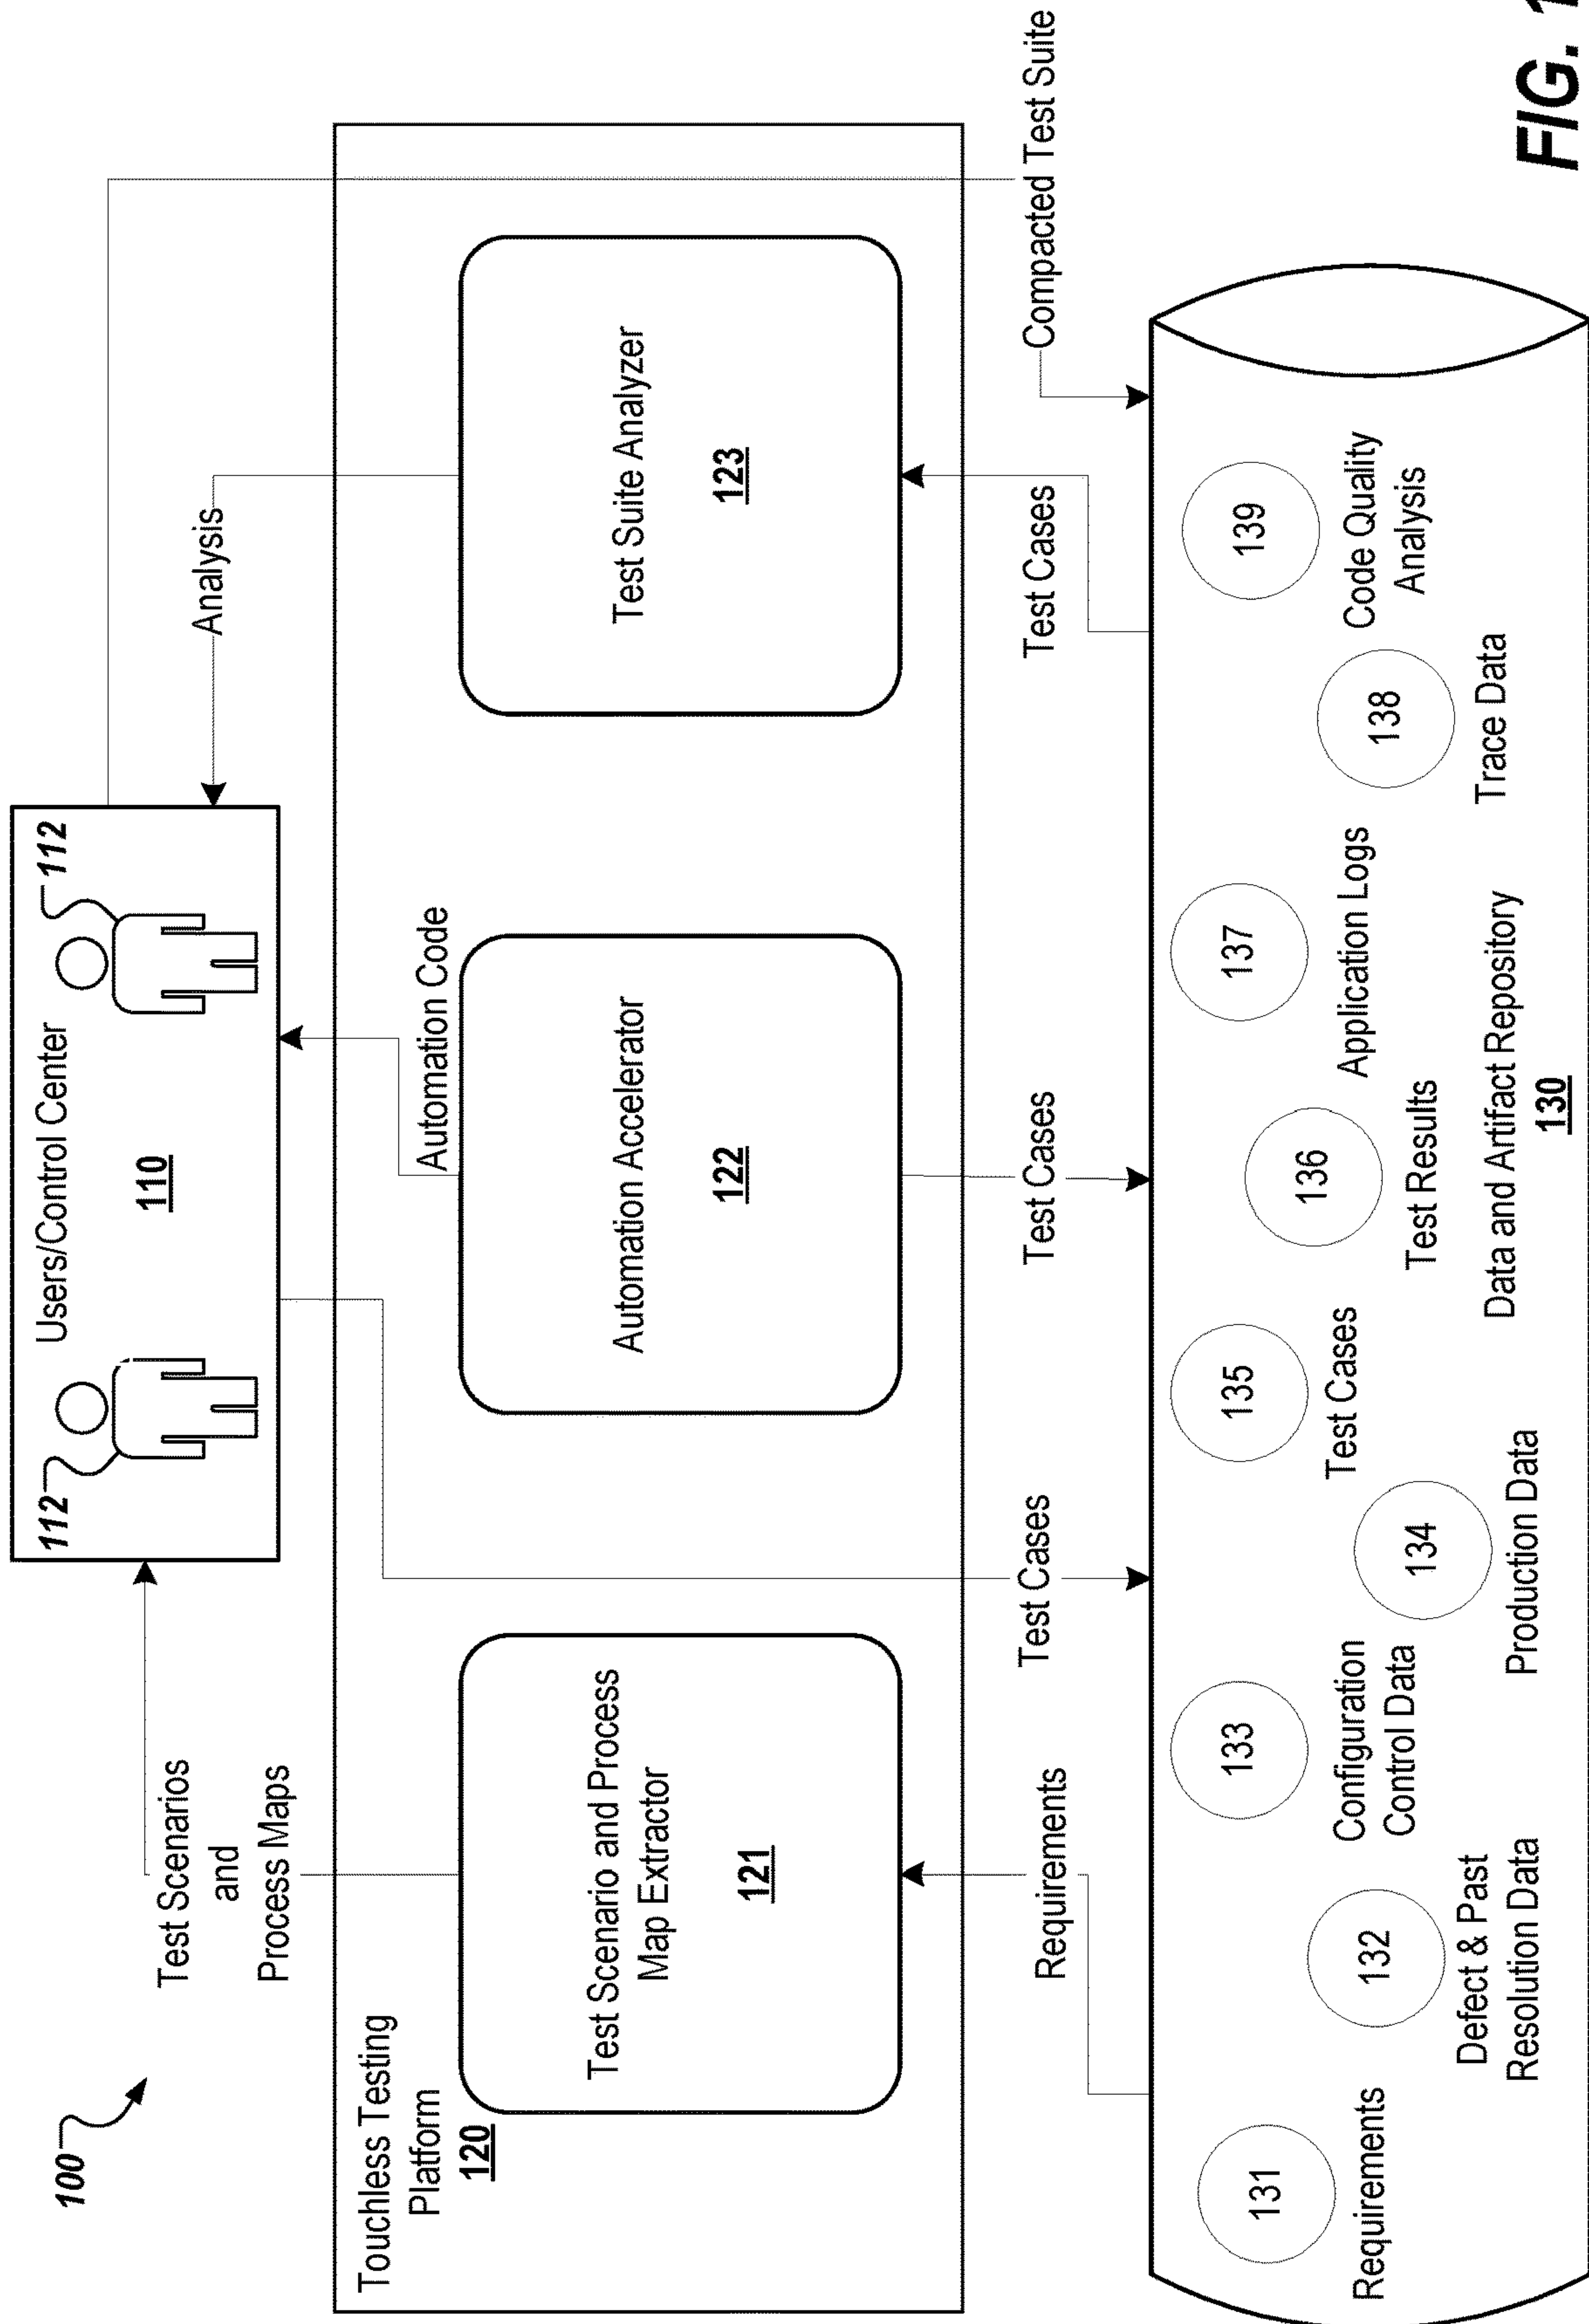 100
Test Scenarios
and
Process Maps
112
Users/Control Center
110
112
Analysis
Automation Code
Touchless Testing
Platform
120
Test Scenario and Process
Map Extractor
121
Automation Accelerator
122
Test Suite Analyzer
123
Requirements
Test Cases
Test Cases
Test Cases
Compacted Test Suite
131
Requirements
132
Defect & Past
Resolution Data
133
Configuration
Control Data
134
Production Data
135
Test Cases
136
Test Results
137
Application Logs
138
Trace Data
139
Code Quality
Analysis
Data and Artifact Repository
130
FIG. 1